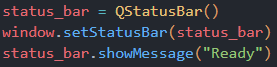 status_bar = QStatusBar()
window.setStatusBar(status_bar)
status_bar.showMessage("Ready")